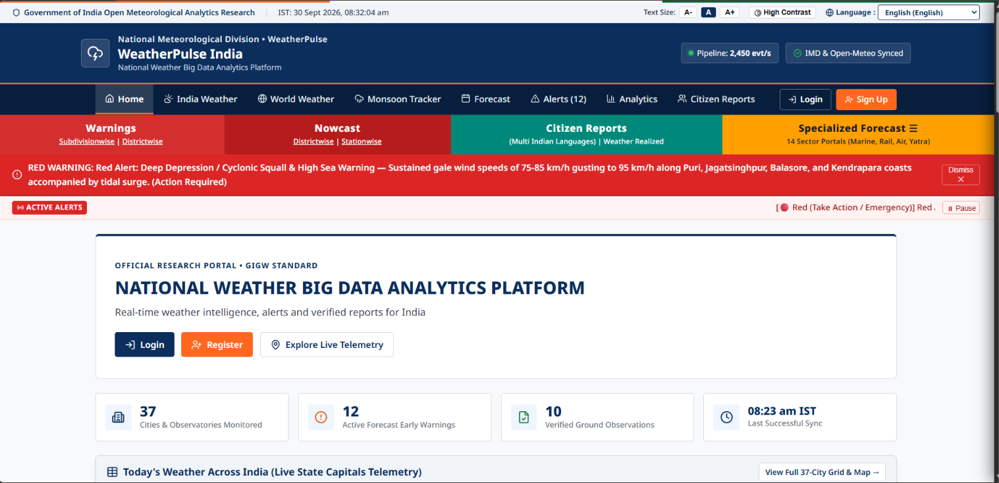 Government of India Open Meteorological Analytics Research | IST: 30 Sept 2026, 08:32:04 am
Text Size: A- A A+ High Contrast Language : English (English)
National Meteorological Division • WeatherPulse
WeatherPulse India
National Weather Big Data Analytics Platform
Pipeline: 2,450 evt/s
IMD & Open-Meteo Synced
Home India Weather World Weather Monsoon Tracker Forecast Alerts (12) Analytics Citizen Reports Login Sign Up
Warnings
Subdivisionwise | Districtwise
Nowcast
Districtwise | Stationwise
Citizen Reports
(Multi Indian Languages) | Weather Realized
Specialized Forecast ☰
14 Sector Portals (Marine, Rail, Air, Yatra)
RED WARNING: Red Alert: Deep Depression / Cyclonic Squall & High Sea Warning — Sustained gale wind speeds of 75-85 km/h gusting to 95 km/h along Puri, Jagatsinghpur, Balasore, and Kendrapara coasts
accompanied by tidal surge. (Action Required)
Dismiss
ACTIVE ALERTS
[🔴 Red (Take Action / Emergency)] Red
Pause
OFFICIAL RESEARCH PORTAL • GIGW STANDARD
NATIONAL WEATHER BIG DATA ANALYTICS PLATFORM
Real-time weather intelligence, alerts and verified reports for India
Login Register Explore Live Telemetry
37
Cities & Observatories Monitored
12
Active Forecast Early Warnings
10
Verified Ground Observations
08:23 am IST
Last Successful Sync
Today's Weather Across India (Live State Capitals Telemetry)
View Full 37-City Grid & Map →